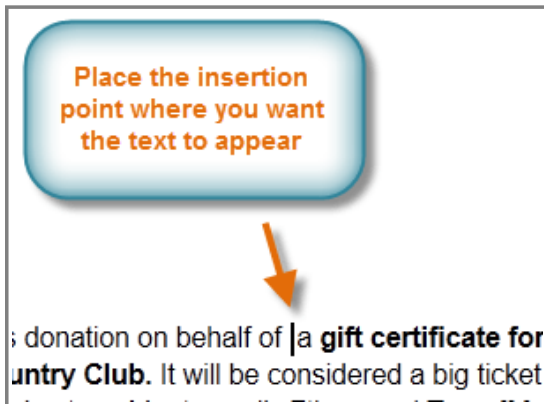 Place the insertion
point where you want
the text to appear
donation on behalf of a gift certificate for
untry Club. It will be considered a big ticket